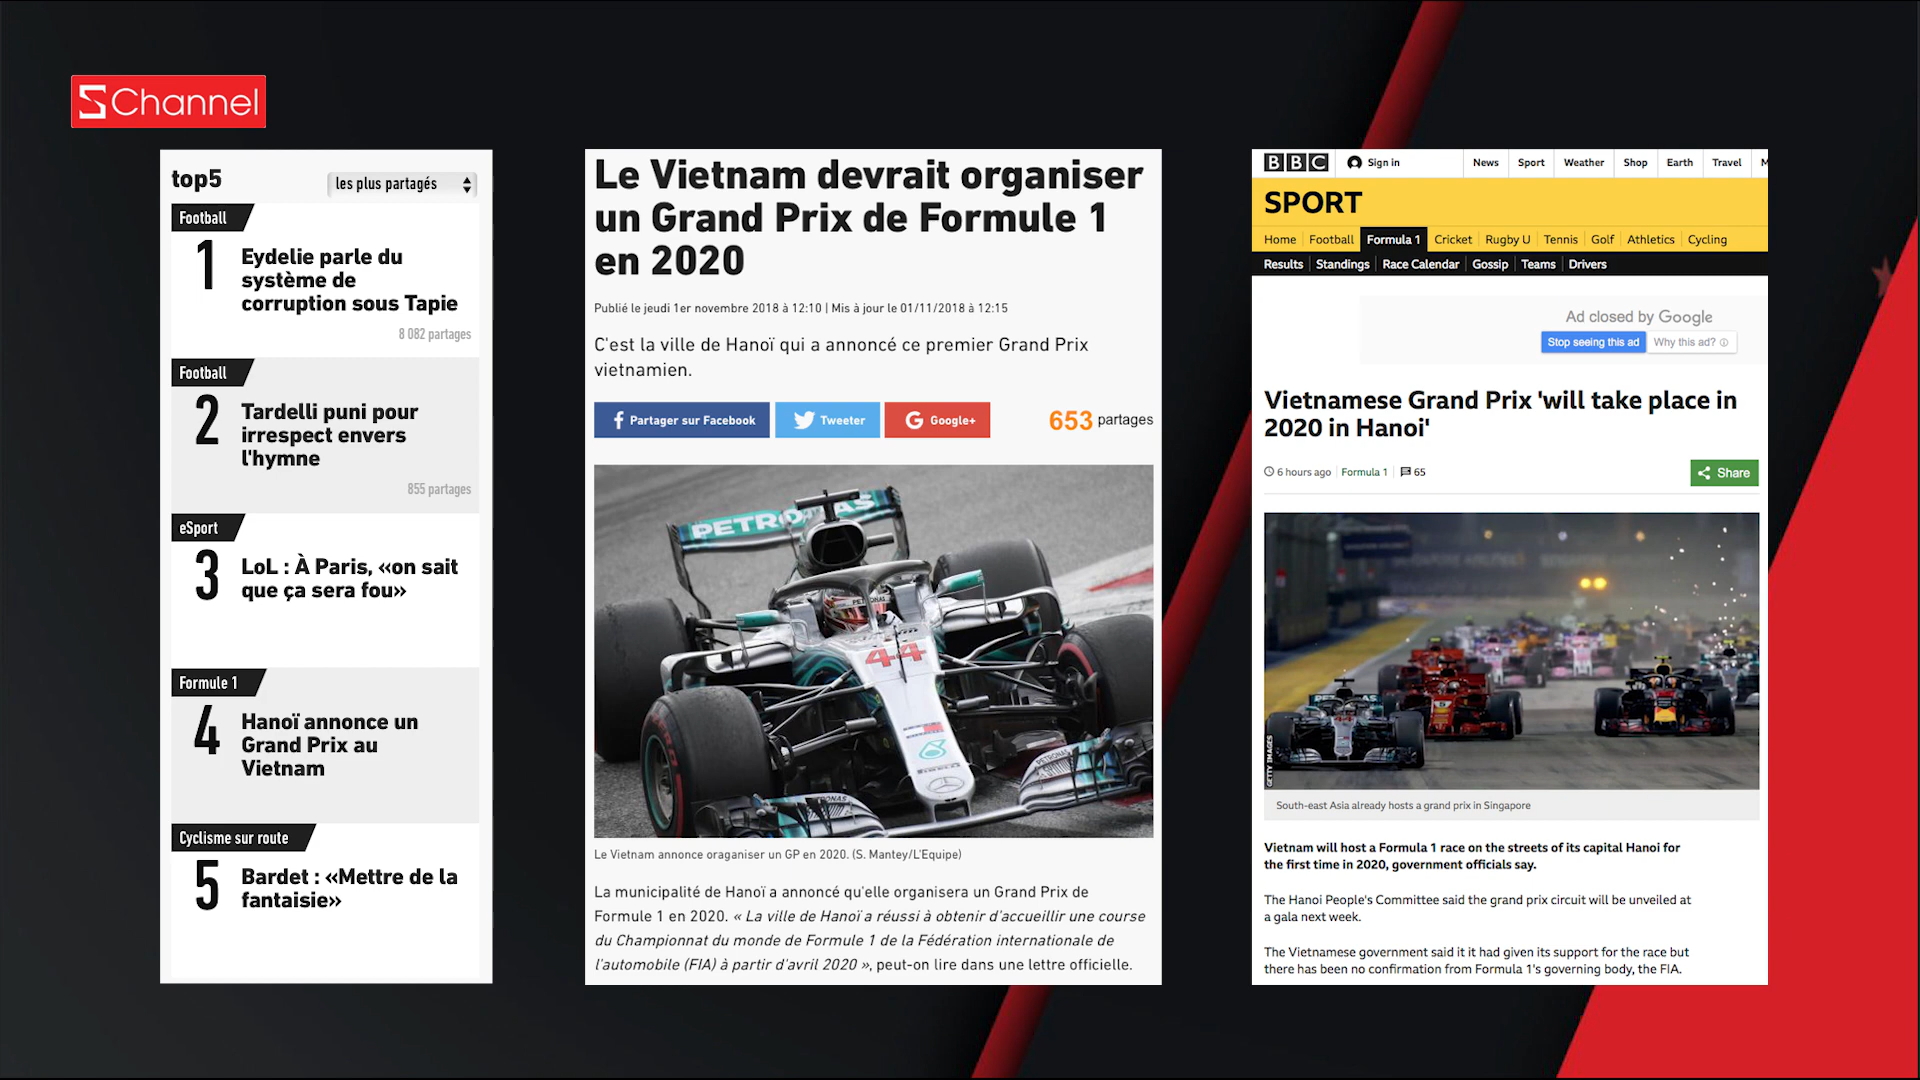 Channel
top5
les plus partagés
Football
1
Eydelie parle du
système de
corruption sous Tapie
8 082 partages
Football
2
Tardelli puni pour
irrespect envers
l'hymne
855 partages
eSport
3
LoL : À Paris, «on sait
que ça sera fou»
Formule 1
4
Hanoï annonce un
Grand Prix au
Vietnam
Cyclisme sur route
5
Bardet : «Mettre de la
fantaisie»
Le Vietnam devrait organiser
un Grand Prix de Formule 1
en 2020
Publié le jeudi 1er novembre 2018 à 12:10 | Mis à jour le 01/11/2018 à 12:15
C'est la ville de Hanoï qui a annoncé ce premier Grand Prix
vietnamien.
Partager sur Facebook
Tweeter
Google+
653 partages
PETRONAS
44
Le Vietnam annonce oraganiser un GP en 2020. (S. Mantey/L'Equipe)
La municipalité de Hanoï a annoncé qu'elle organisera un Grand Prix de
Formule 1 en 2020. « La ville de Hanoï a réussi à obtenir d'accueillir une course
du Championnat du monde de Formule 1 de la Fédération internationale de
l'automobile (FIA) à partir d'avril 2020 », peut-on lire dans une lettre officielle.
BBC Sign in News Sport Weather Shop Earth Travel M
SPORT
Home Football Formula 1 Cricket Rugby U Tennis Golf Athletics Cycling
Results Standings Race Calendar Gossip Teams Drivers
Ad closed by Google
Stop seeing this ad Why this ad?
Vietnamese Grand Prix 'will take place in
2020 in Hanoi'
6 hours ago Formula 1 65
Share
GETTY IMAGES
South-east Asia already hosts a grand prix in Singapore
Vietnam will host a Formula 1 race on the streets of its capital Hanoi for
the first time in 2020, government officials say.
The Hanoi People's Committee said the grand prix circuit will be unveiled at
a gala next week.
The Vietnamese government said it it had given its support for the race but
there has been no confirmation from Formula 1's governing body, the FIA.